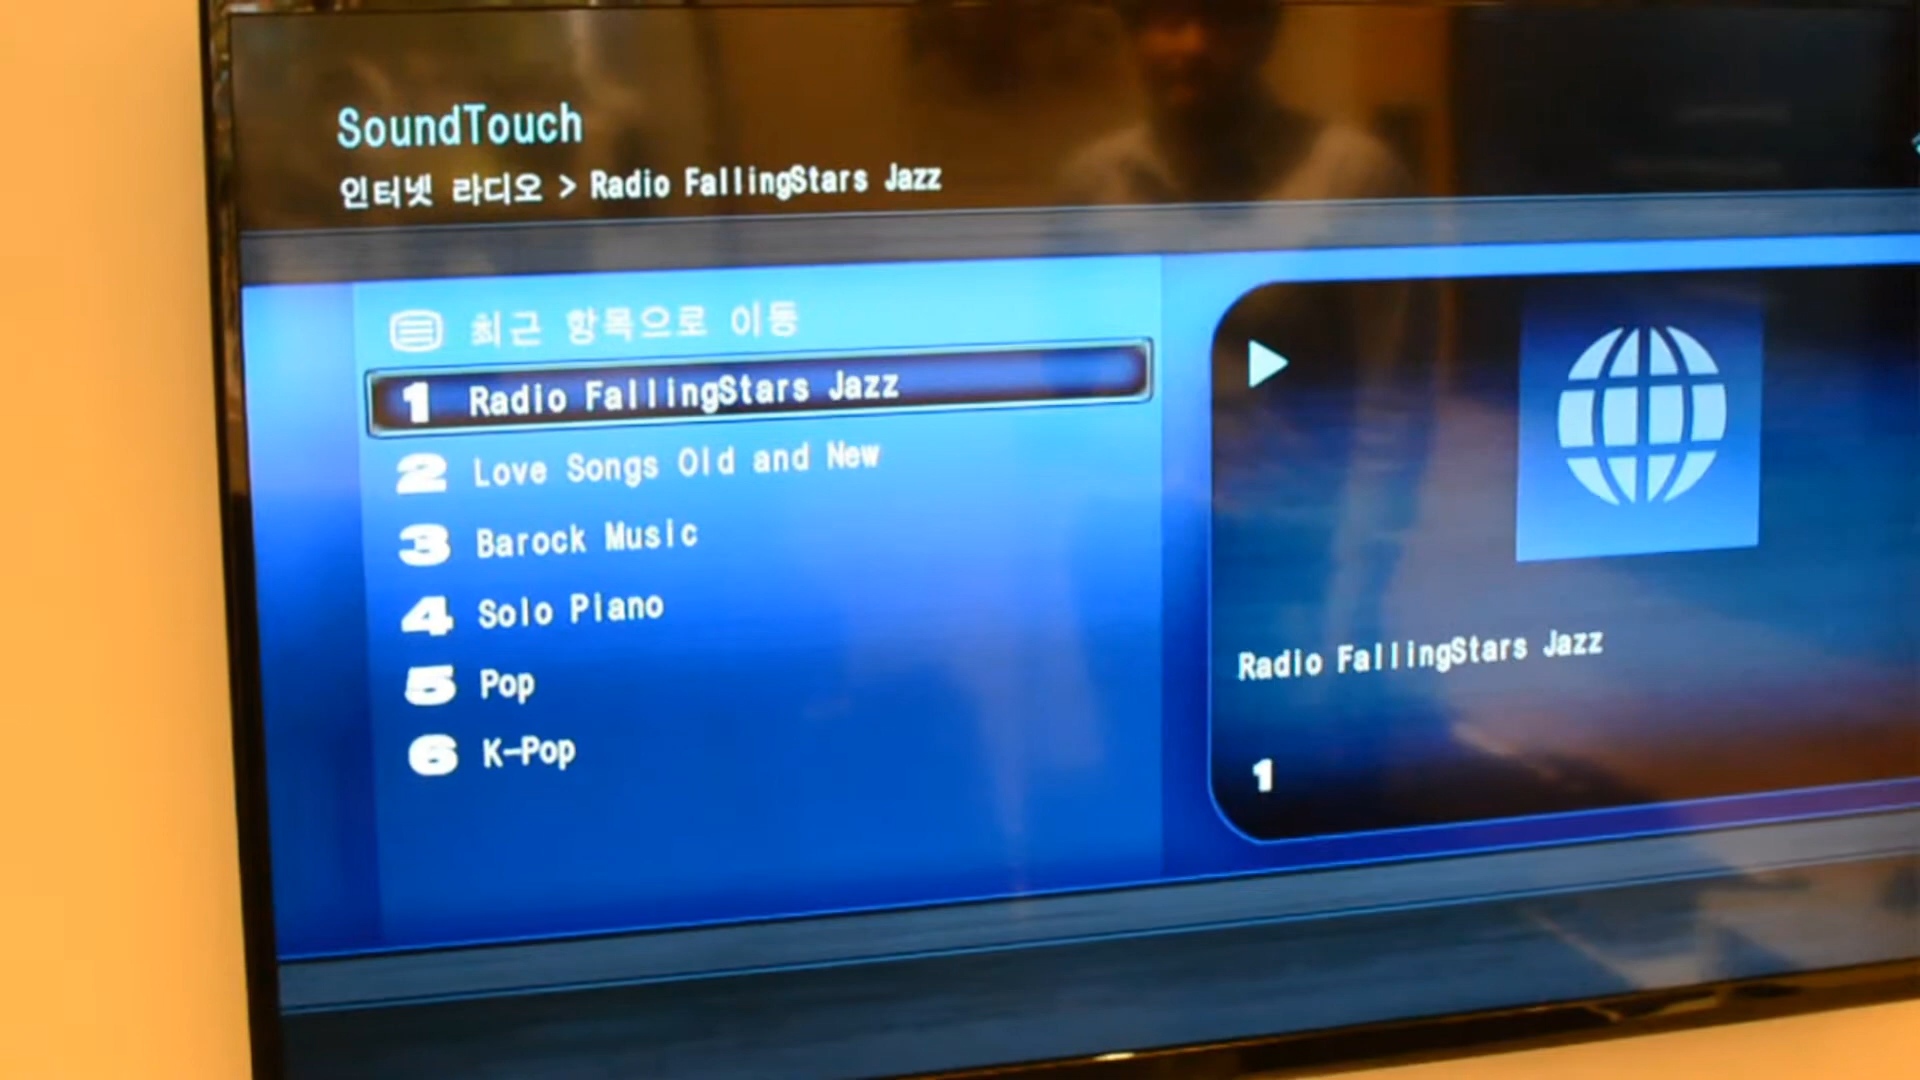 SoundTouch
인터넷 라디오 > Radio FallingStars Jazz
최근 항목으로 이동
1 Radio FallingStars Jazz
2 Love Songs Old and New
3 Barock Music
4 Solo Piano
5 Pop
6 K-Pop
Radio FallingStars Jazz
1